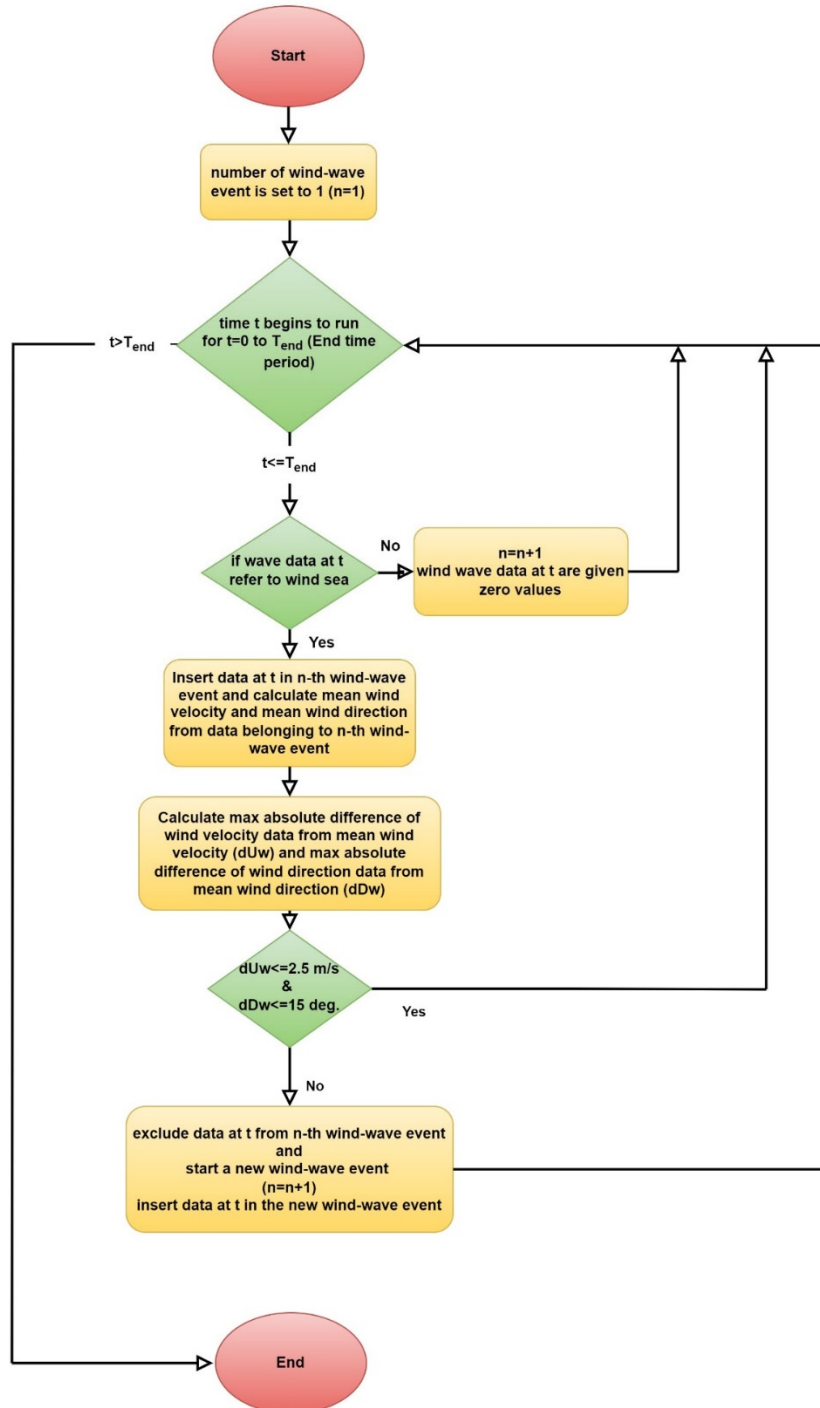 Start
number of wind-wave
event is set to 1 (n=1)
time t begins to run
for t=0 to T_end (End time
period)
t>T_end
t<=T_end
if wave data at t
refer to wind sea
No
n=n+1
wind wave data at t are given
zero values
Yes
Insert data at t in n-th wind-wave
event and calculate mean wind
velocity and mean wind direction
from data belonging to n-th wind-
wave event
Calculate max absolute difference of
wind velocity data from mean wind
velocity (dUw) and max absolute
difference of wind direction data from
mean wind direction (dDw)
dUw<=2.5 m/s
&
dDw<=15 deg.
Yes
No
exclude data at t from n-th wind-wave event
and
start a new wind-wave event
(n=n+1)
insert data at t in the new wind-wave event
End